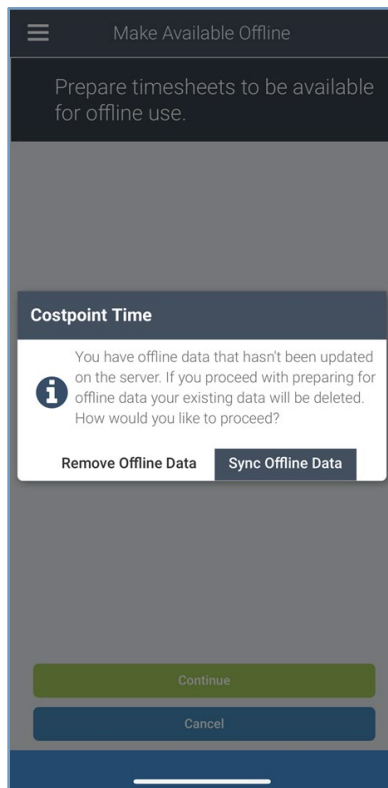 Make Available Offline
Prepare timesheets to be available
for offline use.
Costpoint Time
You have offline data that hasn't been updated
on the server. If you proceed with preparing for
offline data your existing data will be deleted.
How would you like to proceed?
Remove Offline Data Sync Offline Data
Continue
Cancel